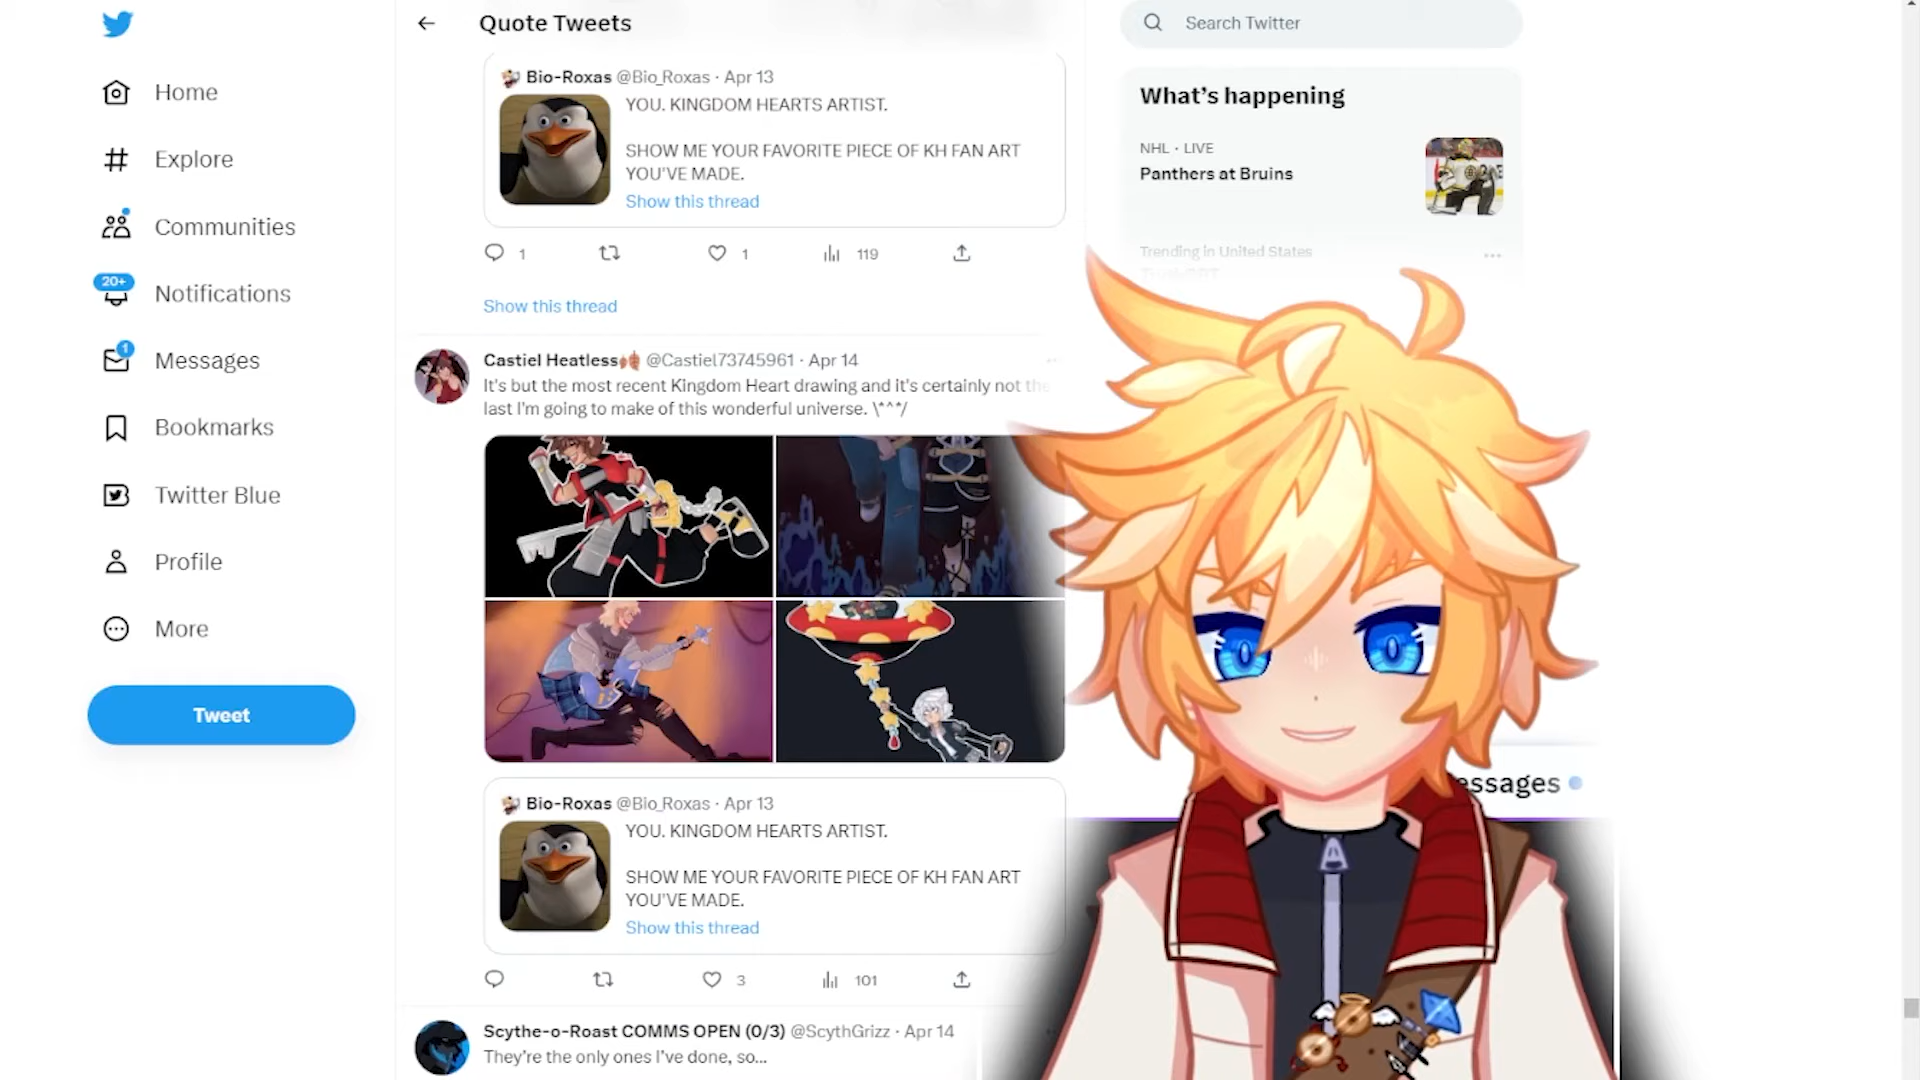 Home
Explore
Communities
20+
Notifications
1
Messages
Bookmarks
Twitter Blue
Profile
More
Tweet
Quote Tweets
Bio-Roxas @Bio_Roxas · Apr 13
YOU. KINGDOM HEARTS ARTIST.
SHOW ME YOUR FAVORITE PIECE OF KH FAN ART
YOU'VE MADE.
Show this thread
1 1 119
Show this thread
Castiel Heatless @Castiel73745961 · Apr 14
It's but the most recent Kingdom Heart drawing and it's certainly not the
last I'm going to make of this wonderful universe. \^^^/
Bio-Roxas @Bio_Roxas · Apr 13
YOU. KINGDOM HEARTS ARTIST.
SHOW ME YOUR FAVORITE PIECE OF KH FAN ART
YOU'VE MADE.
Show this thread
3 101
Scythe-o-Roast COMMS OPEN (0/3) @ScythGrizz · Apr 14
They're the only ones I've done, so...
Search Twitter
What's happening
NHL · LIVE
Panthers at Bruins
Trending in United States
essages